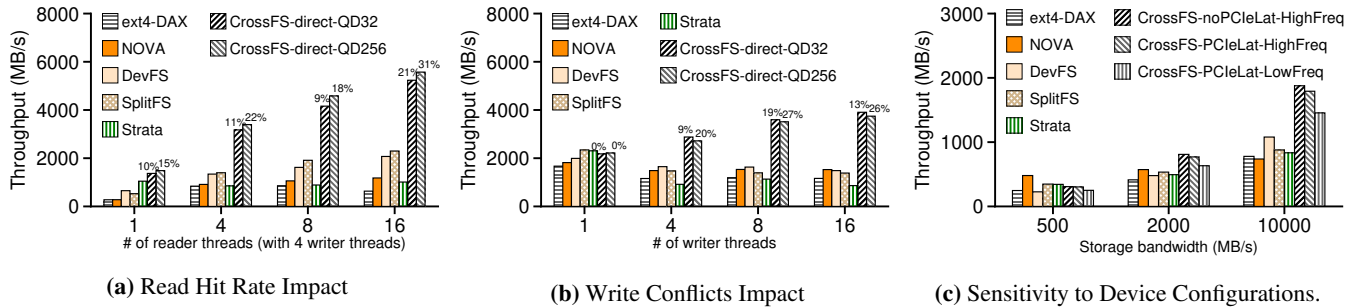 8000
6000
4000
2000
0
Throughput (MB/s)
ext4-DAX
NOVA
DevFS
SplitFS
Strata
CrossFS-direct-QD32
CrossFS-direct-QD256
10%
15%
11%
22%
9%
18%
21%
31%
1
4
8
16
# of reader threads (with 4 writer threads)
(a) Read Hit Rate Impact
8000
6000
4000
2000
0
Throughput (MB/s)
ext4-DAX
NOVA
DevFS
SplitFS
Strata
CrossFS-direct-QD32
CrossFS-direct-QD256
0%
0%
9%
20%
19%
27%
13%
26%
1
4
8
16
# of writer threads
(b) Write Conflicts Impact
3000
2000
1000
0
Throughput (MB/s)
ext4-DAX
NOVA
DevFS
SplitFS
Strata
CrossFS-noPCIeLat-HighFreq
CrossFS-PCIeLat-HighFreq
CrossFS-PCIeLat-LowFreq
500
2000
10000
Storage bandwidth (MB/s)
(c) Sensitivity to Device Configurations.